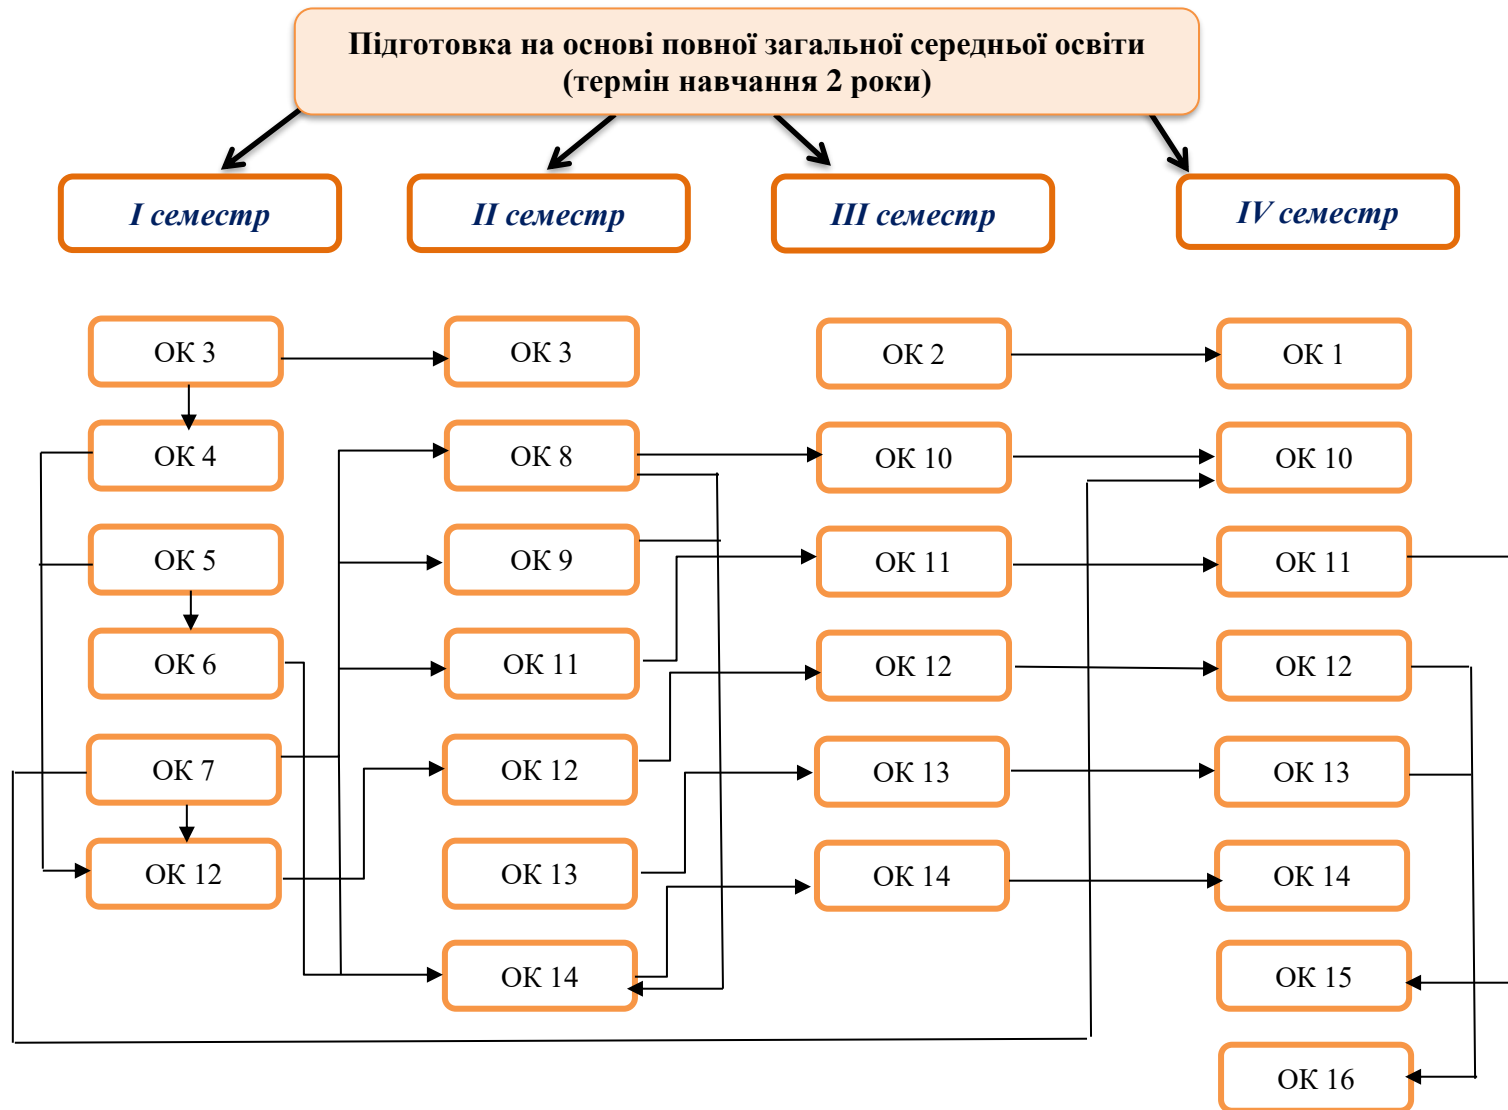 Підготовка на основі повної загальної середньої освіти
(термін навчання 2 роки)
I семестр
II семестр
III семестр
IV семестр
ОК 3
ОК 3
ОК 2
ОК 1
ОК 4
ОК 8
ОК 10
ОК 10
ОК 5
ОК 9
ОК 11
ОК 11
ОК 6
ОК 11
ОК 12
ОК 12
ОК 7
ОК 12
ОК 13
ОК 13
ОК 12
ОК 13
ОК 14
ОК 14
ОК 14
ОК 15
ОК 16